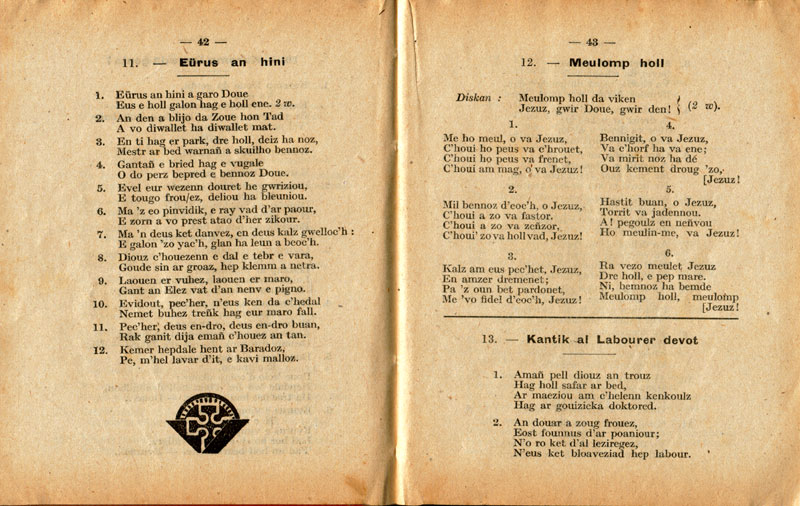 — 42 —
11. — Eürus an hini
1. Eürus an hini a garo Doue
Eus e holl galon hag e holl ene. 2 w.
2. An den a blijo da Zoue hon Tad
A vo diwallet ha diwallet mat.
3. En ti hag er park, dre holl, deiz ha noz,
Mestr ar bed warnañ a skuilho bennoz.
4. Gantañ e bried hag e vugale
O do perz bepred e bennoz Doue.
5. Evel eur wezenn douret he gwriziou,
E tougo frou/ez, deliou ha bleuniou.
6. Ma 'z eo pinvidik, e ray vad d'ar paour,
E zorn a vo prest atao d'her zikour.
7. Ma 'n deus ket danvez, en deus kalz gwelloc'h :
E galon 'zo yac'h, glan ha leun a beoc'h.
8. Diouz c'houezenn e dal e tebr e vara,
Goude sin ar groaz, hep klemm a netra.
9. Laouen er vuhez, laouen er maro,
Gant an Elez vat d'an nenv e pigno.
10. Evidout, pec'her, n'eus ken da c'hedal
Nemet buhez treñk hag eur maro fall.
11. Pec'her, deus en-dro, deus en-dro buan,
Rak ganit dija emañ c'houez an tan.
12. Kemer hepdale hent ar Baradoz,
Pe, m'hel lavar d'it, e kavi malloz.
— 43 —
12. — Meulomp holl
Diskan : Meulomp holl da viken
Jezuz, gwir Doue, gwir den! (2 w).
1.
Me ho meul, o va Jezuz,
C'houi ho peus va c'hrouet,
C'houi ho peus va frenet,
C'houi am mag, o va Jezuz!
2.
Mil bennoz d'eoc'h, o Jezuz,
C'houi a zo va fastor,
C'houi a zo va zeñzor,
C'houi' zo va holl vad, Jezuz!
3.
Kalz am eus pec'het, Jezuz,
En amzer dremenet;
Pa 'z oun bet pardonet,
Me 'vo fidel d'eoc'h, Jezuz!
4.
Bennigit, o va Jezuz,
Va c'horf ha va ene;
Va mirit noz ha dé
Ouz kement droug 'zo,
[Jezuz!
5.
Hastit buan, o Jezuz,
Torrit va jadennou.
A! pegoulz en neñvou
Ho meulin-me, va Jezuz!
6.
Ra vezo meulet Jezuz
Dre holl, e pep mare.
Ni, bemnoz ha bemde
Meulomp holl, meulomp
[Jezuz!
13. — Kantik al Labourer devot
1. Amañ pell diouz an trouz
Hag holl safar ar bed,
Ar maeziou am c'helenn kenkoulz
Hag ar gouizieka doktored.
2. An douar a zoug frouez,
Eost founnus d'ar poaniour;
N'o ro ket d'al leziregez,
N'eus ket bloaveziad hep labour.